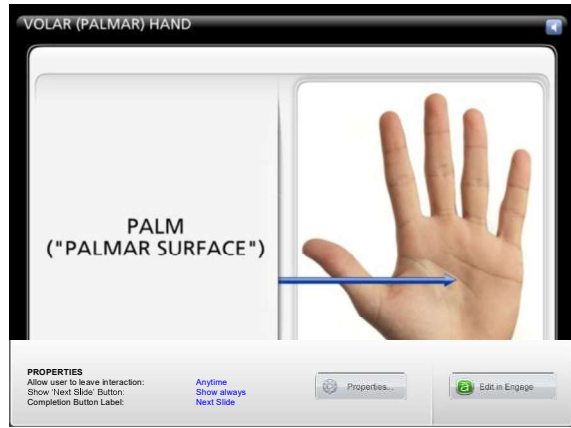 VOLAR (PALMAR) HAND
PALM
("PALMAR SURFACE")
PROPERTIES
Allow user to leave interaction: Anytime
Show 'Next Slide' Button: Show always
Completion Button Label: Next Slide
Properties...
Edit in Engage